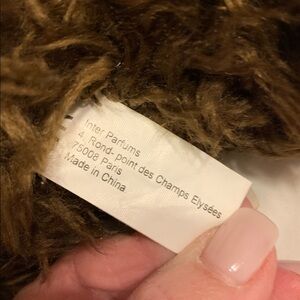 Inter Parfums
4, Rond- point des Champs Elysées
75008 Paris
Made in China